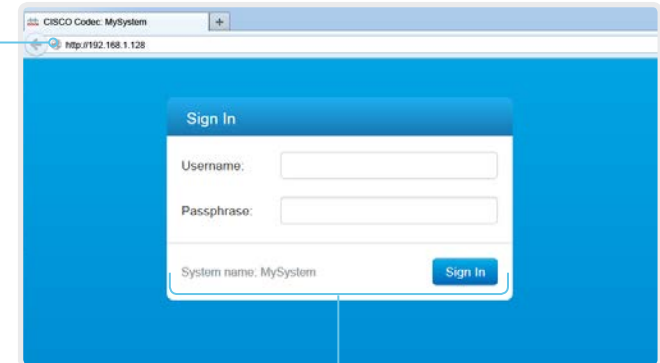 CISCO Codec: MySystem
+
http://192.168.1.128
Sign In
Username:
Passphrase:
System name: MySystem
Sign In